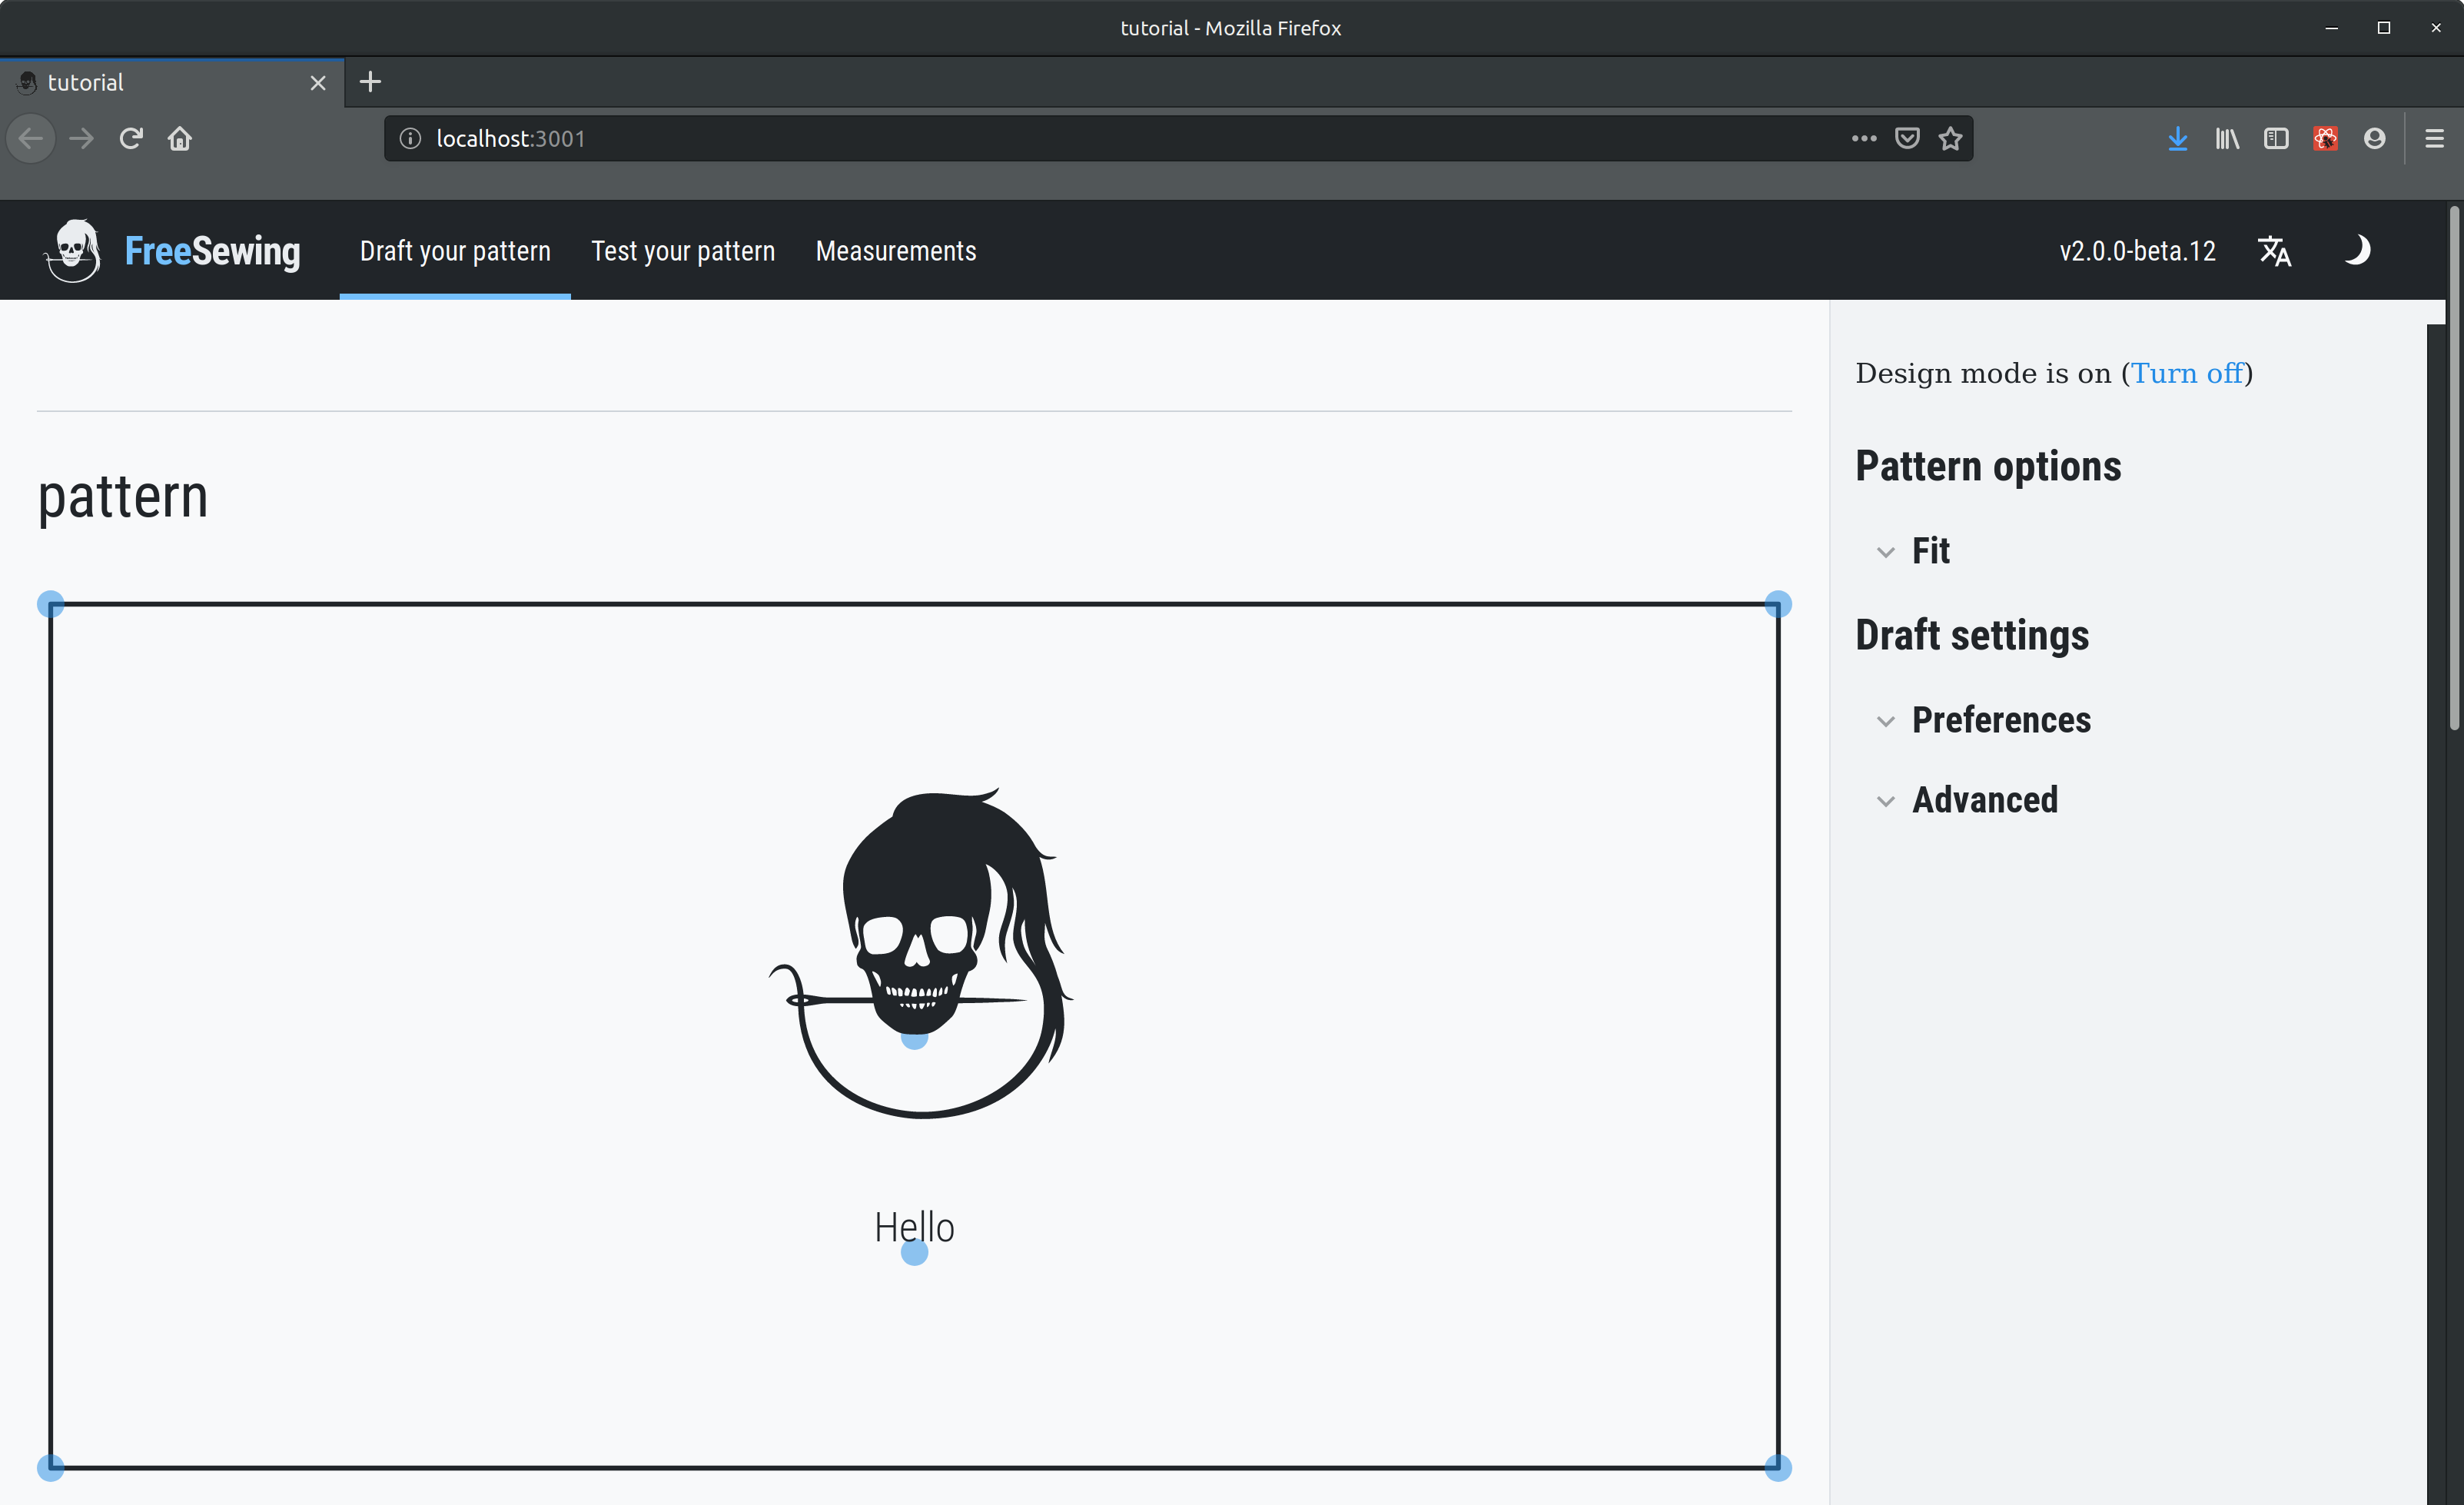 tutorial - Mozilla Firefox
tutorial
localhost:3001
FreeSewing
Draft your pattern
Test your pattern
Measurements
v2.0.0-beta.12
Design mode is on (Turn off)
pattern
Pattern options
Fit
Draft settings
Preferences
Advanced
Hello